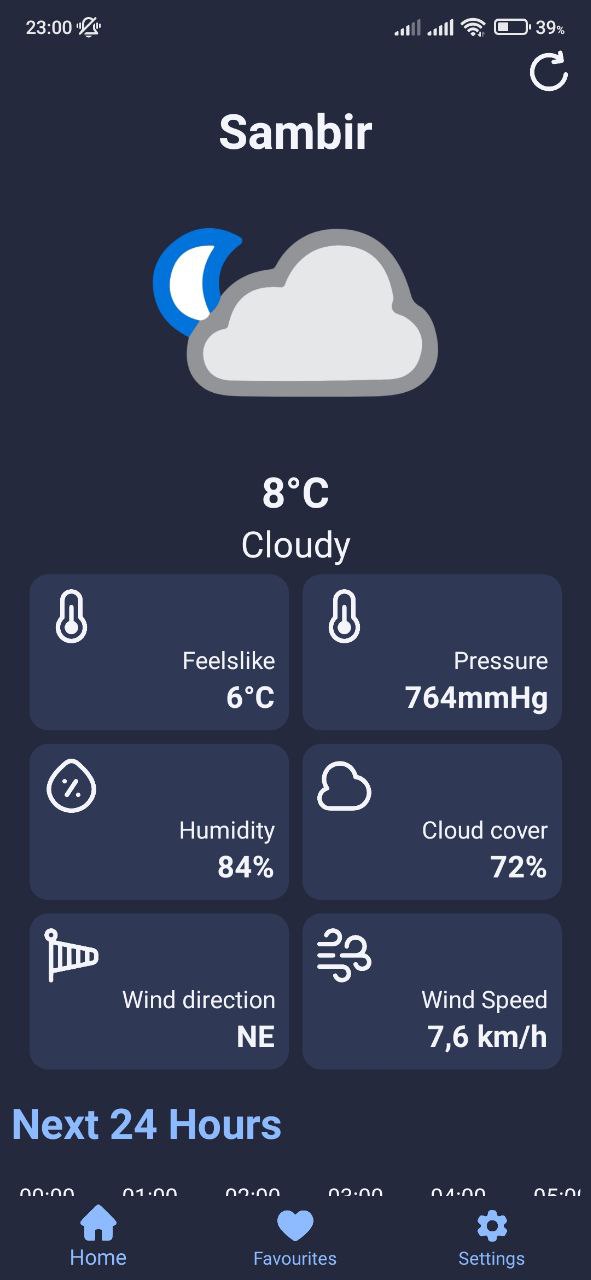 23:00 39%
Sambir
8°C
Cloudy
Feelslike
6°C
Pressure
764mmHg
Humidity
84%
Cloud cover
72%
Wind direction
NE
Wind Speed
7,6 km/h
Next 24 Hours
00:00 01:00 02:00 03:00 04:00
Home Favourites Settings